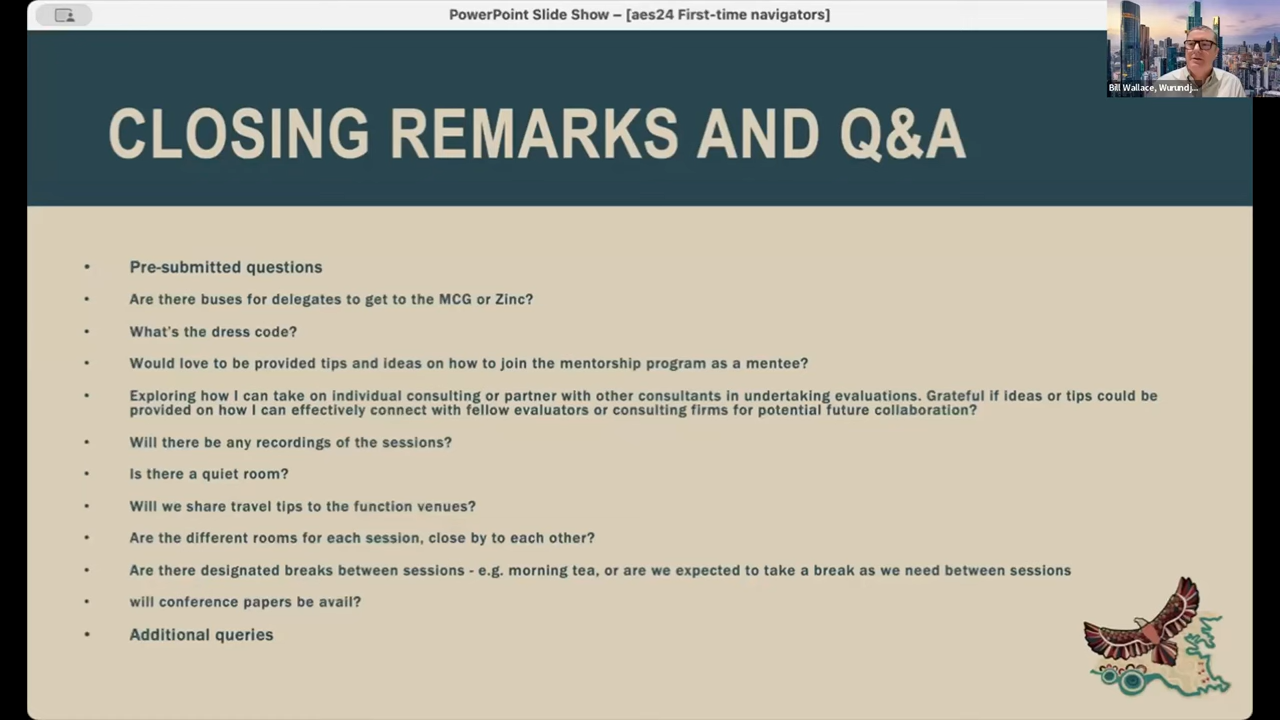 PowerPoint Slide Show – [aes24 First-time navigators]
Bill Wallace, Wurundj...
CLOSING REMARKS AND Q&A
• Pre-submitted questions
• Are there buses for delegates to get to the MCG or Zinc?
• What's the dress code?
• Would love to be provided tips and ideas on how to join the mentorship program as a mentee?
• Exploring how I can take on individual consulting or partner with other consultants in undertaking evaluations. Grateful if ideas or tips could be
provided on how I can effectively connect with fellow evaluators or consulting firms for potential future collaboration?
• Will there be any recordings of the sessions?
• Is there a quiet room?
• Will we share travel tips to the function venues?
• Are the different rooms for each session, close by to each other?
• Are there designated breaks between sessions - e.g. morning tea, or are we expected to take a break as we need between sessions
• will conference papers be avail?
• Additional queries